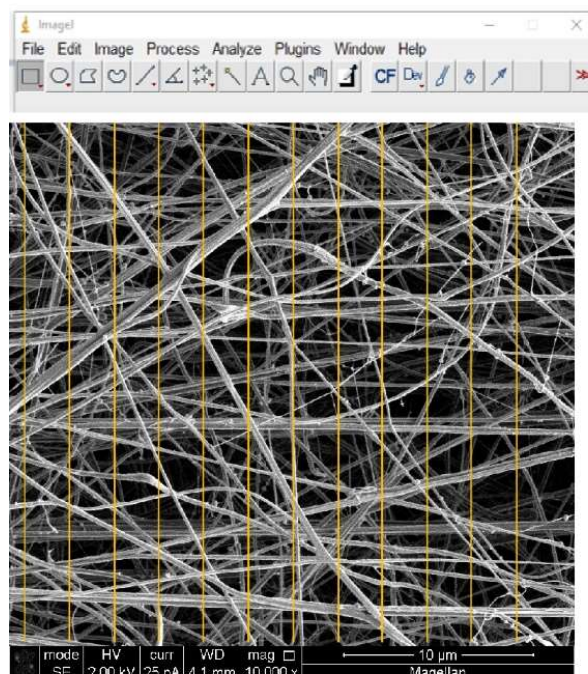 ImageJ
File Edit Image Process Analyze Plugins Window Help
A CF Dev
mode HV curr WD mag 10 µm
SE 2.00 kV 25 pA 4.1 mm 10,000 x Magellan